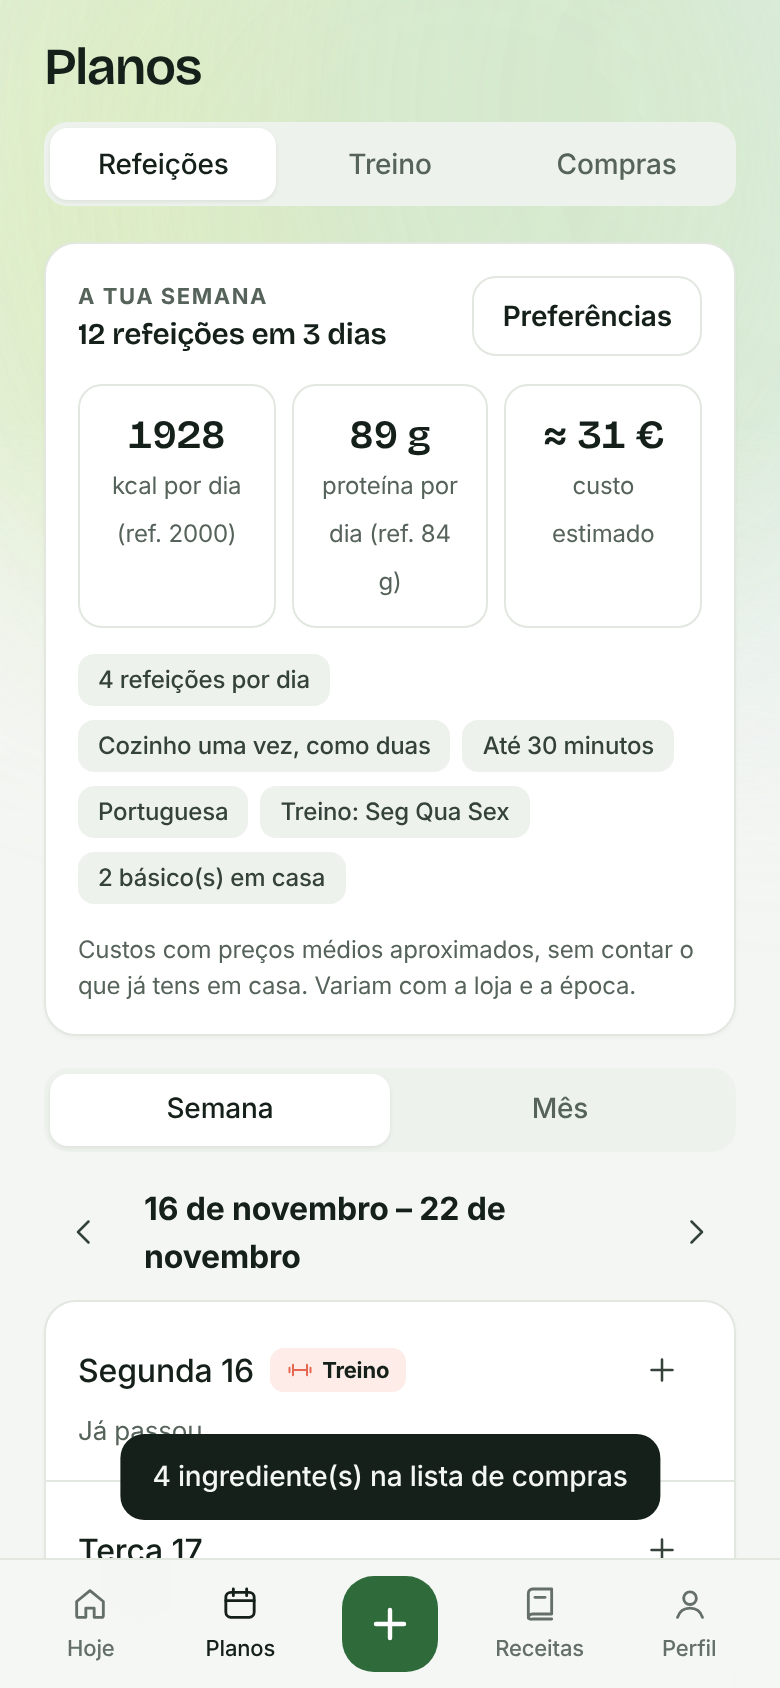 Planos
Refeições
Treino
Compras
A TUA SEMANA
12 refeições em 3 dias
Preferências
1928
kcal por dia
(ref. 2000)
89 g
proteína por
dia (ref. 84
g)
≈ 31 €
custo
estimado
4 refeições por dia
Cozinho uma vez, como duas
Até 30 minutos
Portuguesa
Treino: Seg Qua Sex
2 básico(s) em casa
Custos com preços médios aproximados, sem contar o
que já tens em casa. Variam com a loja e a época.
Semana
Mês
16 de novembro – 22 de
novembro
Segunda 16
Treino
Já passou
4 ingrediente(s) na lista de compras
Terça 17
Hoje
Planos
Receitas
Perfil